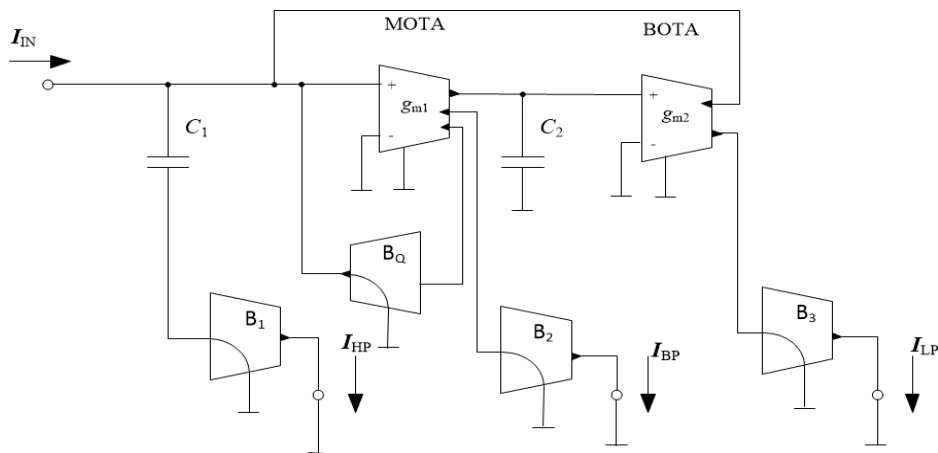 MOTA
BOTA
I_IN
+
g_m1
-
+
g_m2
-
C_1
C_2
B_Q
B_1
B_2
B_3
I_HP
I_BP
I_LP